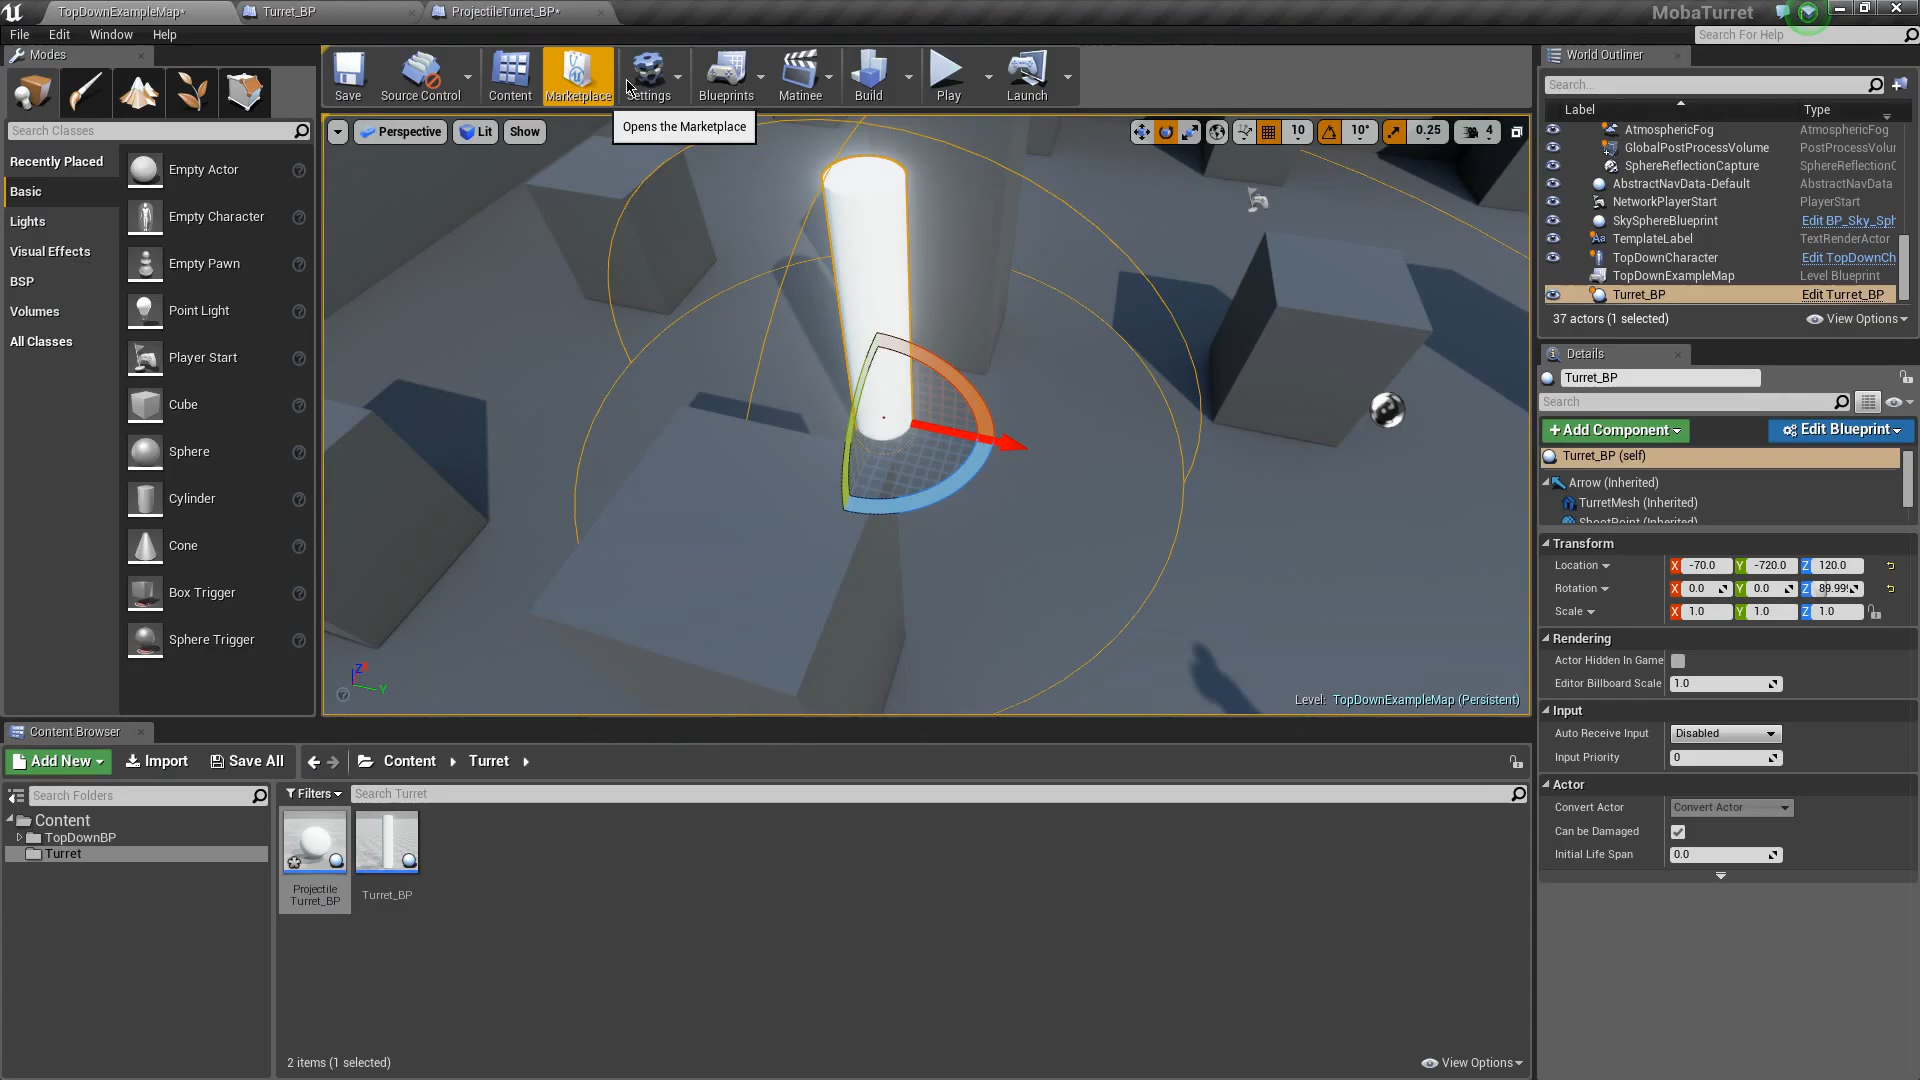 TopDownExampleMap*
Turret_BP
ProjectileTurret_BP*
MobaTurret
File Edit Window Help
Search For Help
Modes
Save
Source Control
Content
Marketplace
Settings
Blueprints
Matinee
Build
Play
Launch
Opens the Marketplace
Search Classes
Recently Placed
Basic
Lights
Visual Effects
BSP
Volumes
All Classes
Empty Actor
Empty Character
Empty Pawn
Point Light
Player Start
Cube
Sphere
Cylinder
Cone
Box Trigger
Sphere Trigger
Perspective
Lit
Show
10
10°
0.25
4
Z
Y
Level: TopDownExampleMap (Persistent)
World Outliner
Search...
Label Type
AtmosphericFog AtmosphericFog
GlobalPostProcessVolume PostProcessVolur
SphereReflectionCapture SphereReflectionC
AbstractNavData-Default AbstractNavData
NetworkPlayerStart PlayerStart
SkySphereBlueprint Edit BP_Sky_Sph
TemplateLabel TextRenderActor
TopDownCharacter Edit TopDownCh
TopDownExampleMap Level Blueprint
Turret_BP Edit Turret_BP
37 actors (1 selected) View Options
Details
Turret_BP
Search
+Add Component Edit Blueprint
Turret_BP (self)
Arrow (Inherited)
TurretMesh (Inherited)
ShootPoint (Inherited)
Transform
Location X -70.0 Y -720.0 Z 120.0
Rotation X 0.0 Y 0.0 Z 89.99
Scale X 1.0 Y 1.0 Z 1.0
Rendering
Actor Hidden In Game
Editor Billboard Scale 1.0
Input
Auto Receive Input Disabled
Input Priority 0
Actor
Convert Actor Convert Actor
Can be Damaged
Initial Life Span 0.0
Content Browser
Add New Import Save All Content Turret
Search Folders
Content
TopDownBP
Turret
Filters Search Turret
Projectile
Turret_BP
Turret_BP
2 items (1 selected)
View Options